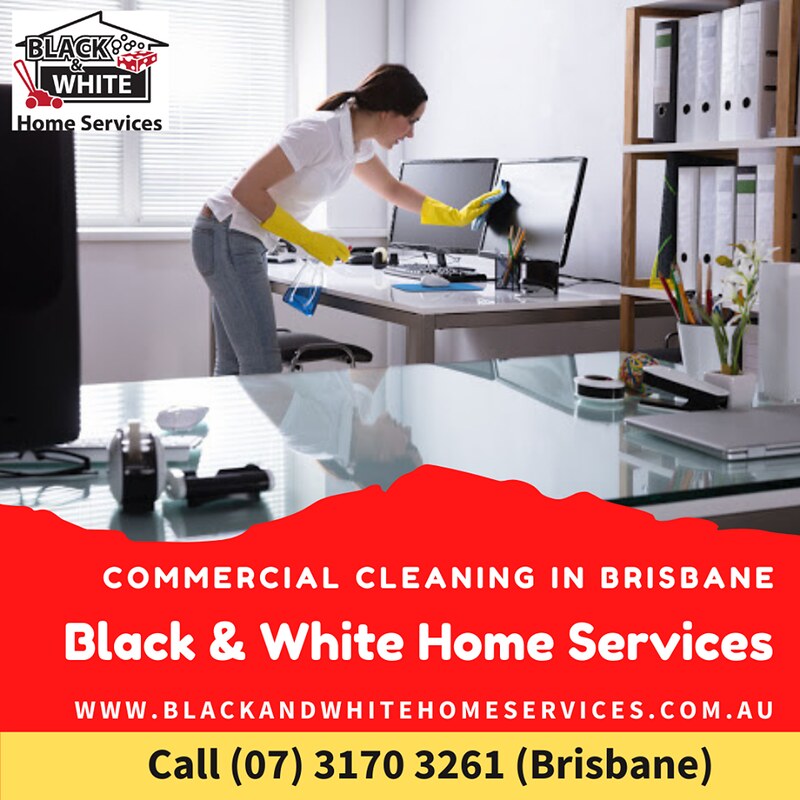 BLACK
&
WHITE
Home Services
COMMERCIAL CLEANING IN BRISBANE
Black & White Home Services
WWW.BLACKANDWHITEHOMESERVICES.COM.AU
Call (07) 3170 3261 (Brisbane)